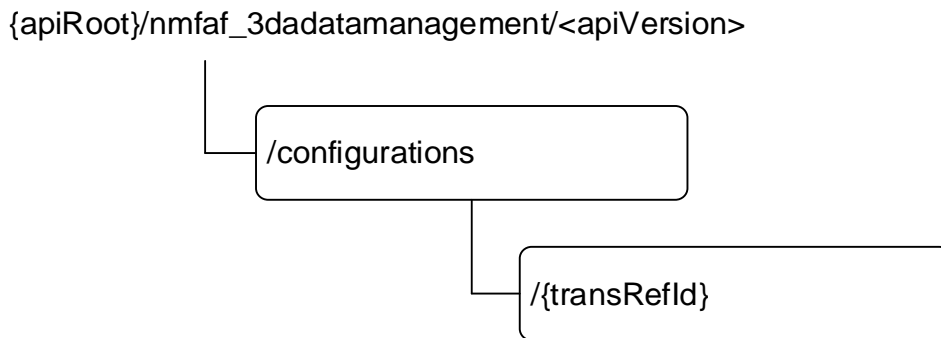 {apiRoot}/nmfaf_3dadatamanagement/<apiVersion>
/configurations
/{transRefId}